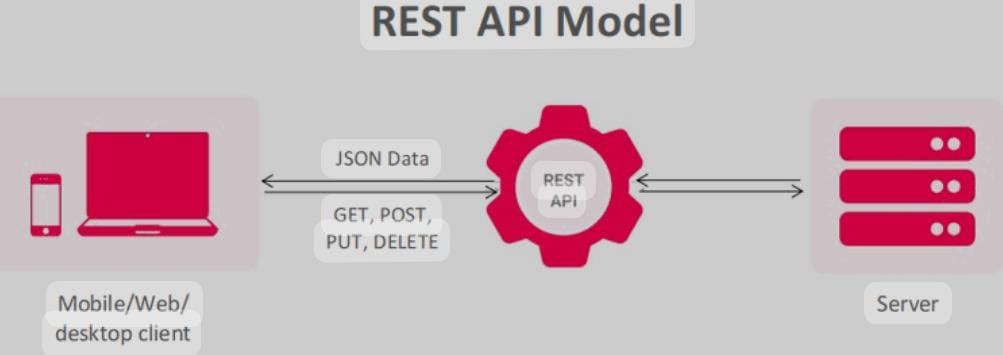 REST API Model
JSON Data
GET, POST,
PUT, DELETE
REST
API
Mobile/Web/
desktop client
Server